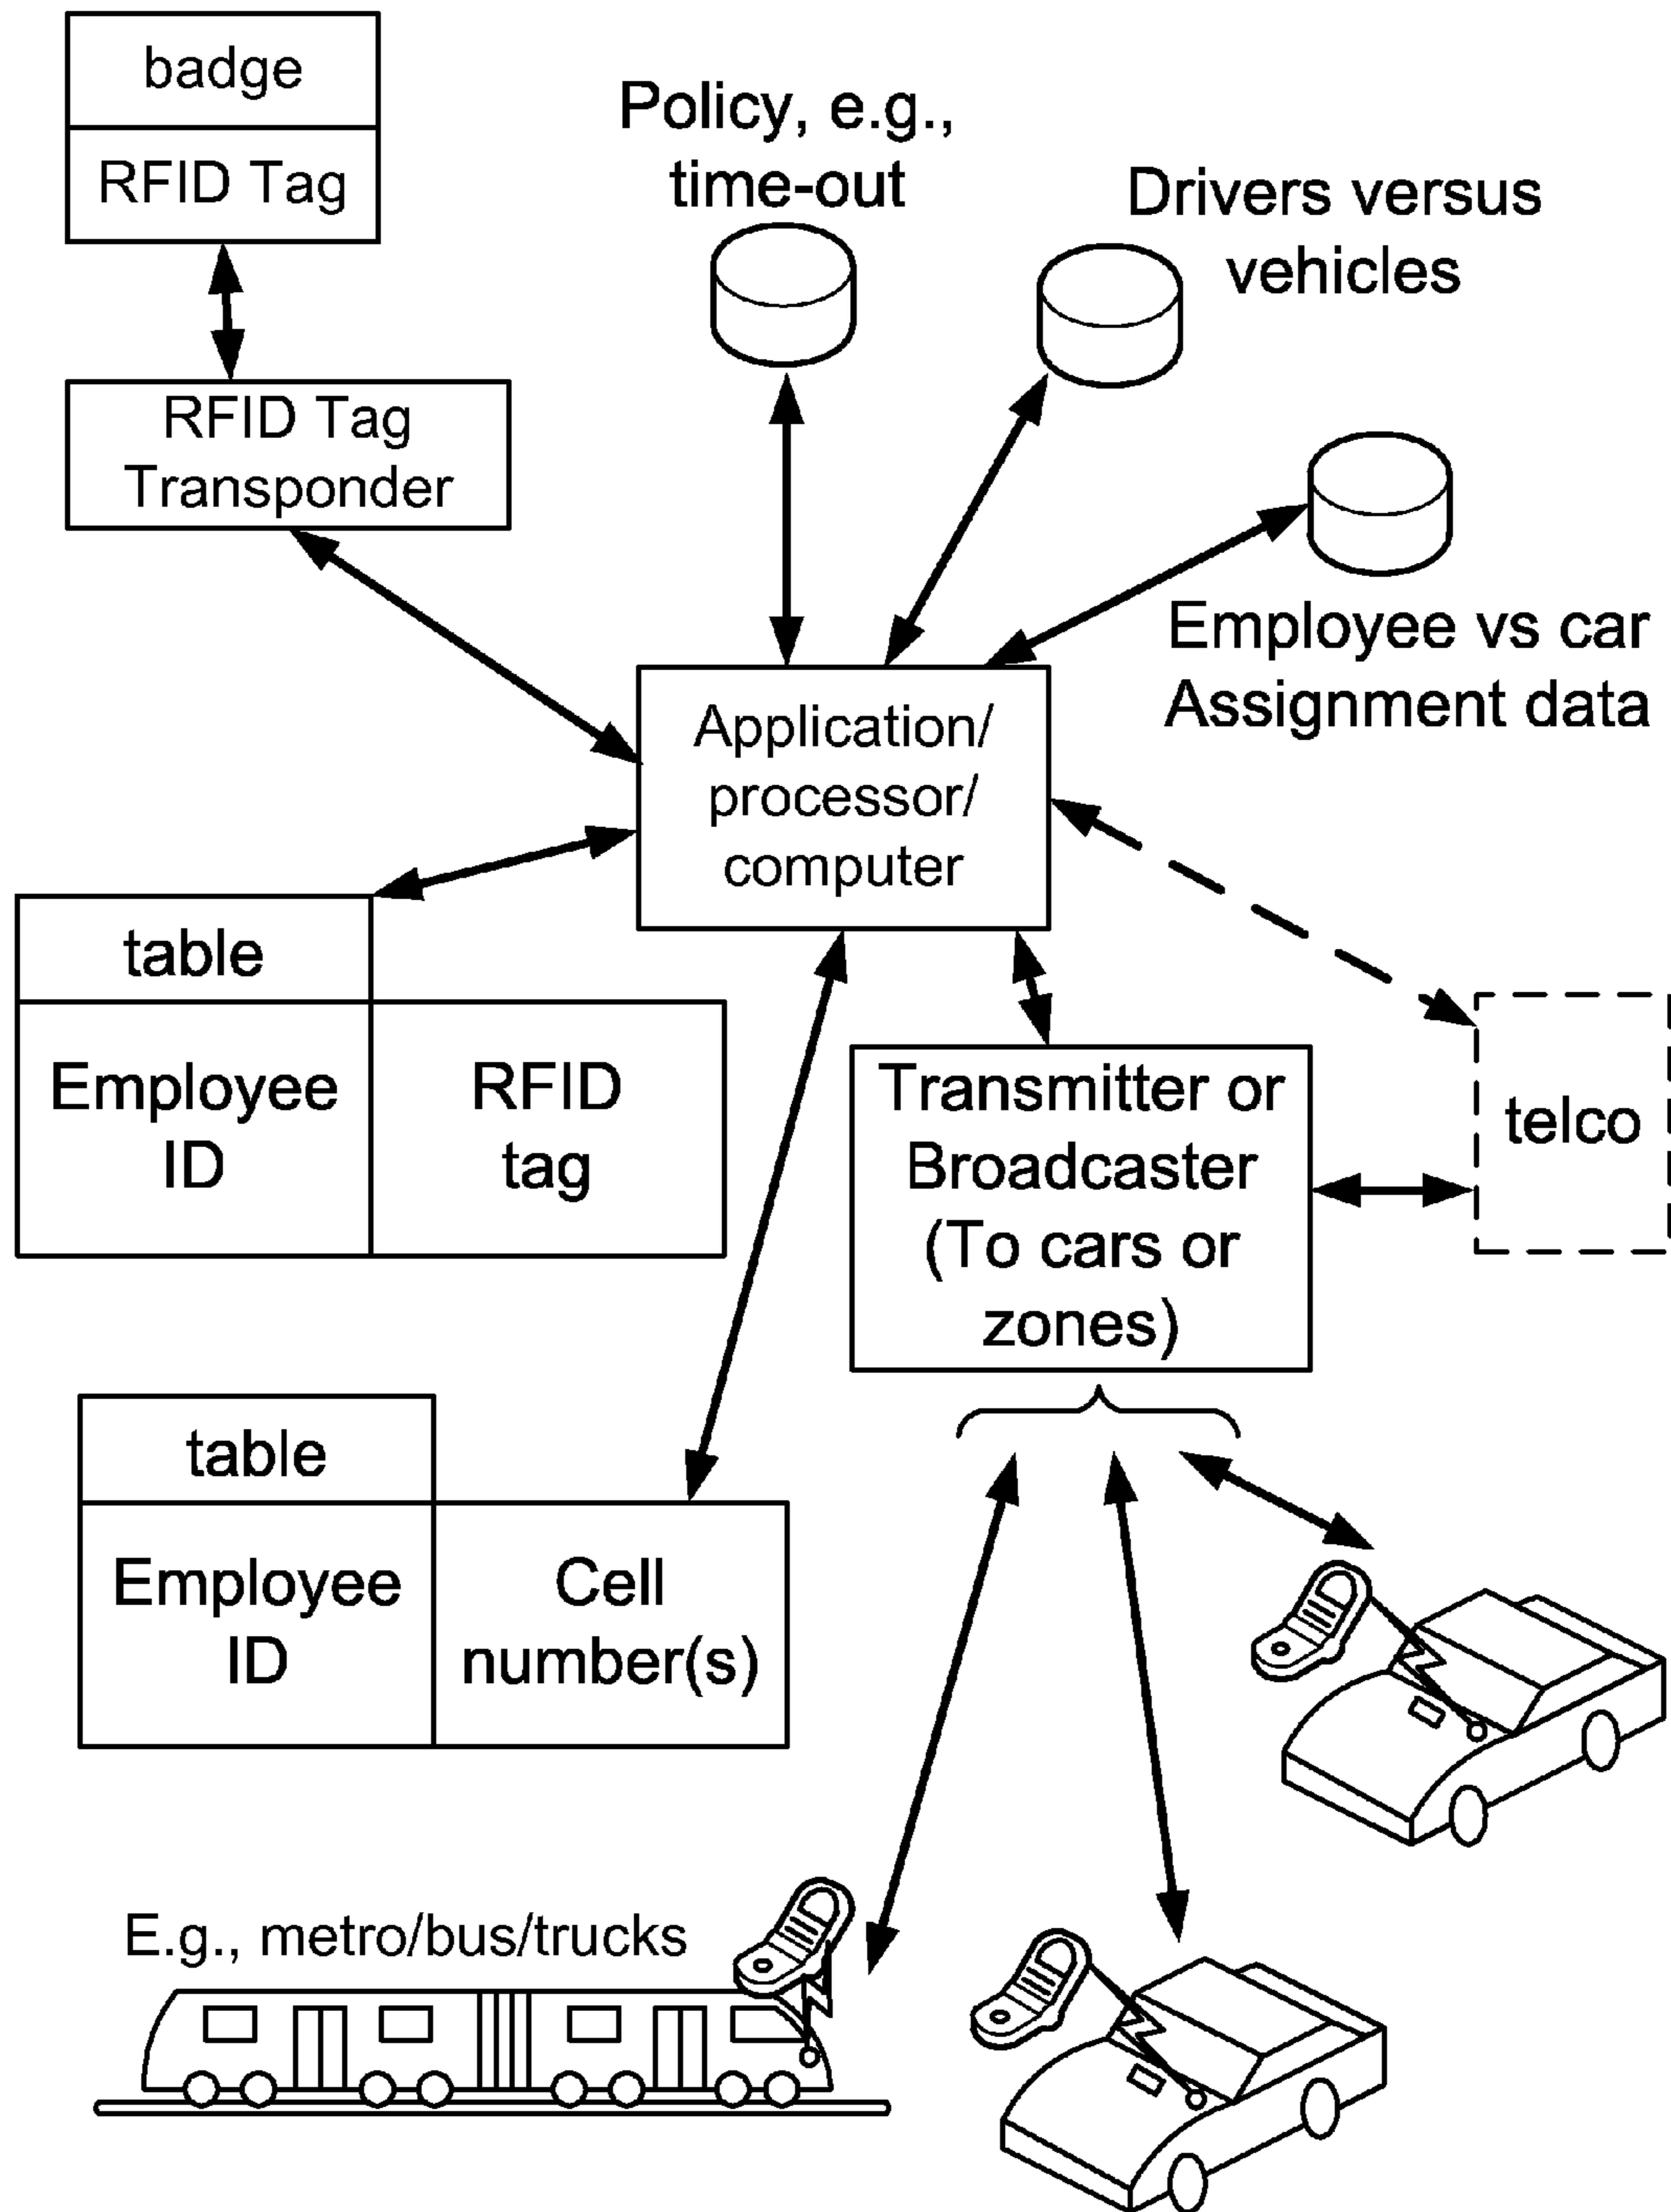 badge
RFID Tag
Policy, e.g.,
time-out
Drivers versus
vehicles
RFID Tag
Transponder
Employee vs car
Assignment data
Application/
processor/
computer
table
Employee
ID
RFID
tag
Transmitter or
Broadcaster
(To cars or
zones)
telco
table
Employee
ID
Cell
number(s)
E.g., metro/bus/trucks